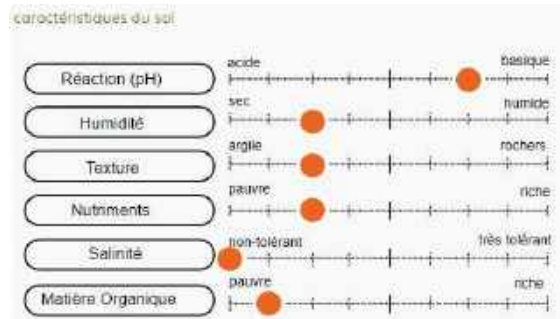 caractéristiques du sol
Réaction (pH) acide basique
Humidité sec humide
Texture argile rochers
Nutriments pauvre riche
Salinité non-tolérant très tolérant
Matière Organique pauvre riche